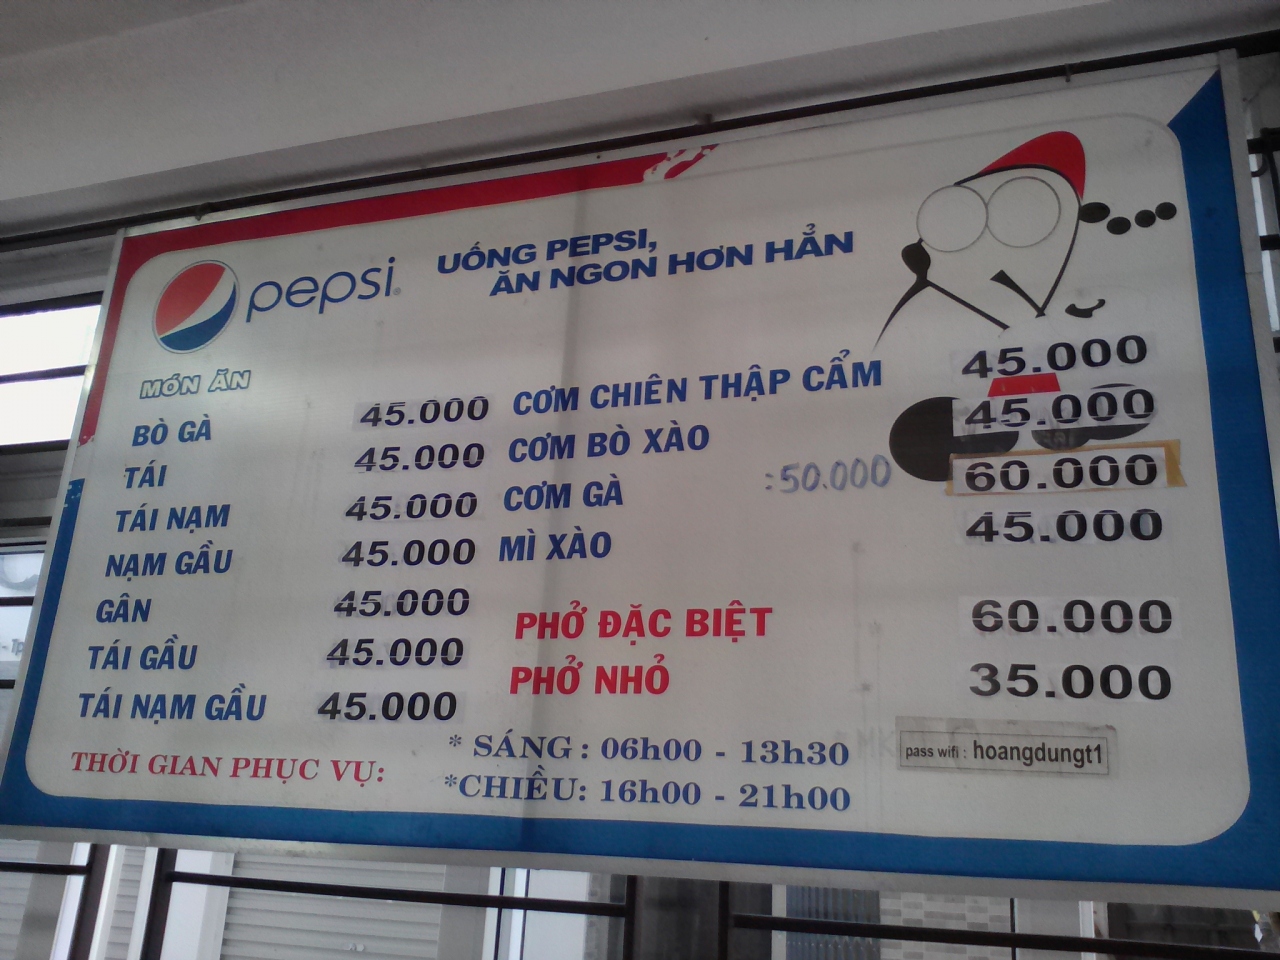 pepsi
UỐNG PEPSI,
ĂN NGON HƠN HẲN
MÓN ĂN
BÒ GÀ 45.000
TÁI 45.000
TÁI NẠM 45.000
NẠM GẦU 45.000
GÂN 45.000
TÁI GẦU 45.000
TÁI NẠM GẦU 45.000
CƠM CHIÊN THẬP CẨM 45.000
CƠM BÒ XÀO 45.000
CƠM GÀ :50.000 60.000
MÌ XÀO 45.000
PHỞ ĐẶC BIỆT 60.000
PHỞ NHỎ 35.000
THỜI GIAN PHỤC VỤ:
* SÁNG : 06h00 - 13h30
*CHIỀU: 16h00 - 21h00
pass wifi : hoangdungt1